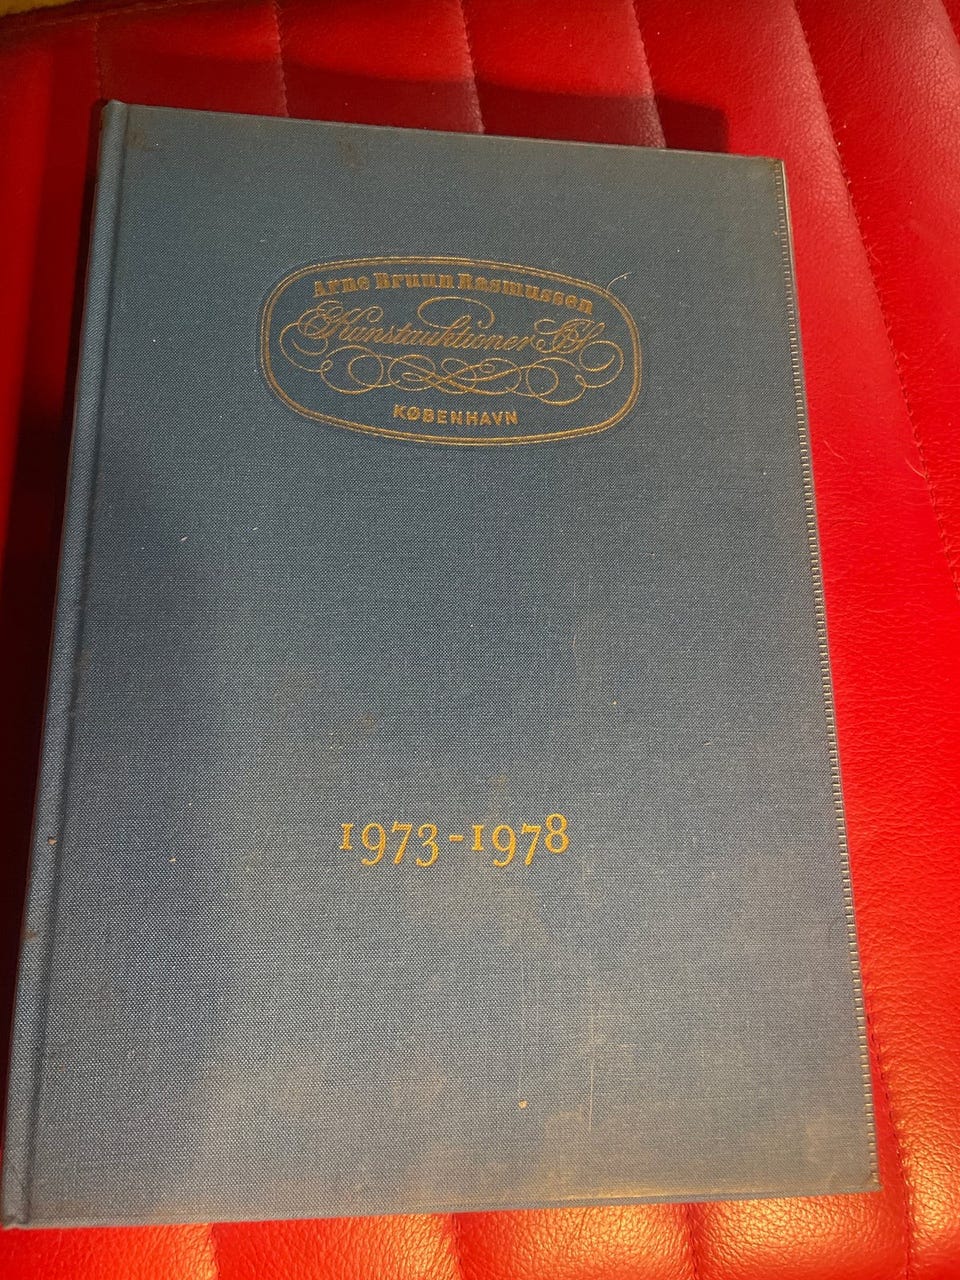 Arne Bruun Rasmussen
Kunstauktioner
KØBENHAVN
1973-1978